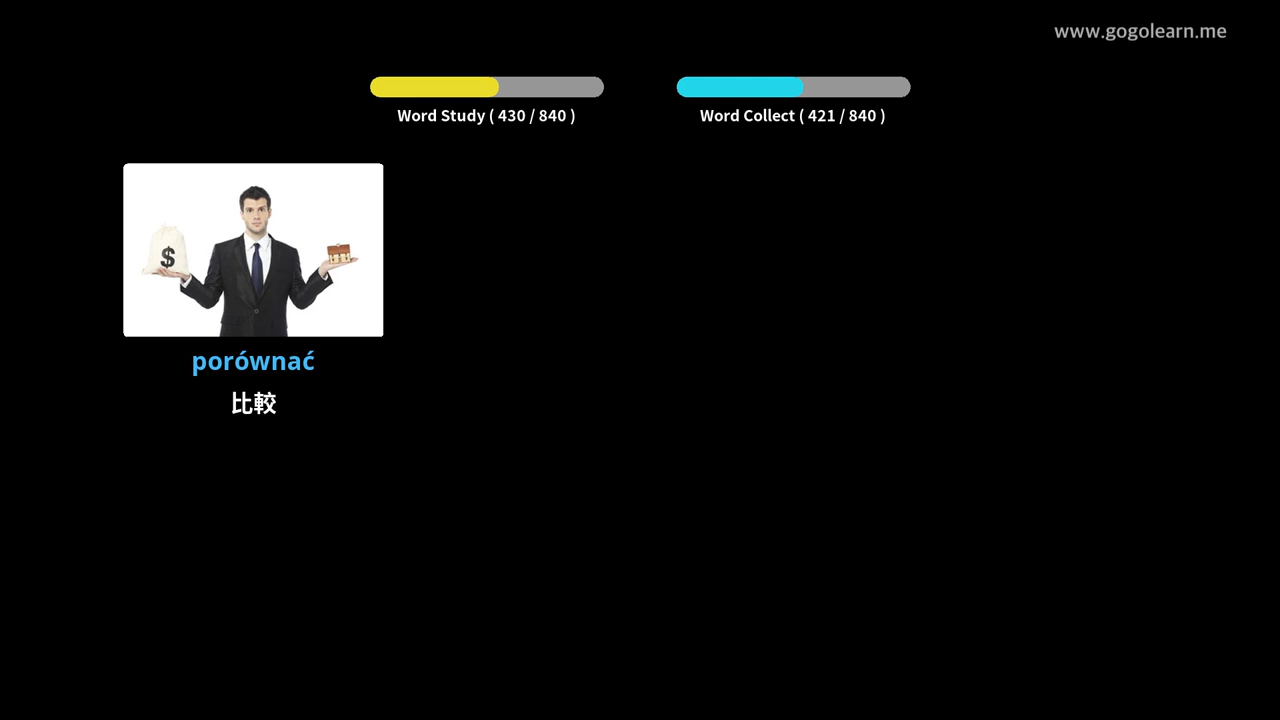 www.gogolearn.me
Word Study ( 430 / 840 )
Word Collect ( 421 / 840 )
$
porównać
比較